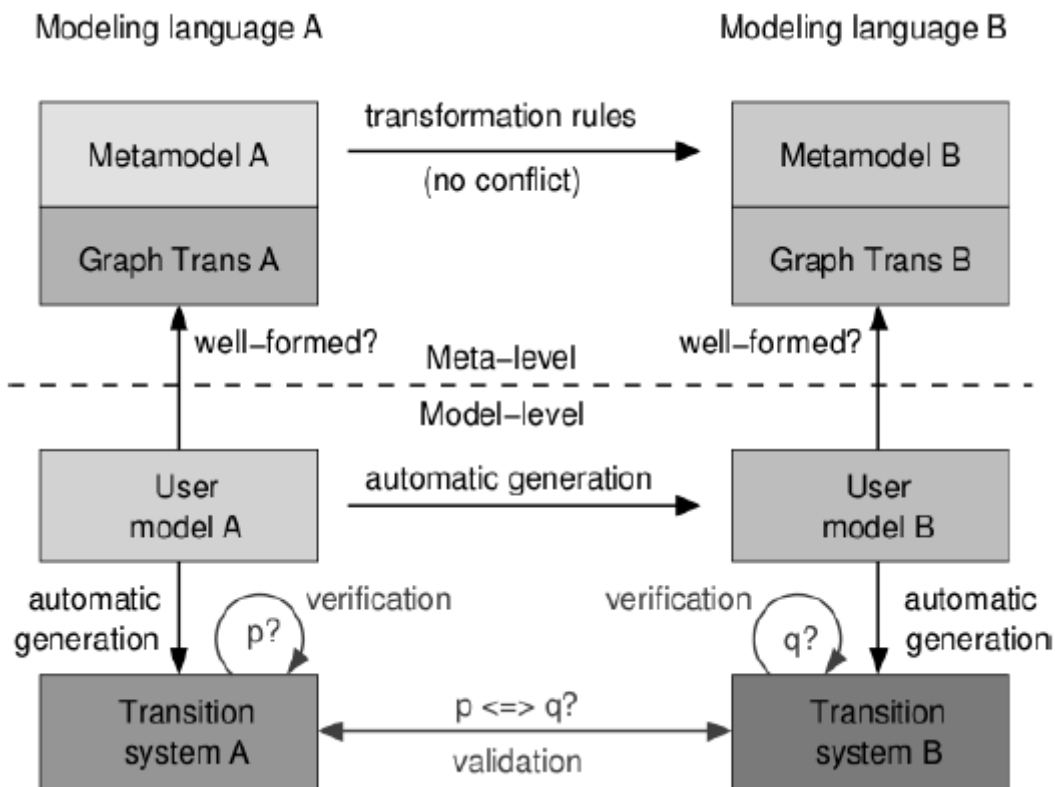 Modeling language A
Modeling language B
Metamodel A
transformation rules
(no conflict)
Metamodel B
Graph Trans A
Graph Trans B
well–formed?
well–formed?
Meta–level
Model–level
User
model A
automatic generation
User
model B
automatic
generation
verification
p?
verification
q?
automatic
generation
Transition
system A
p <=> q?
validation
Transition
system B